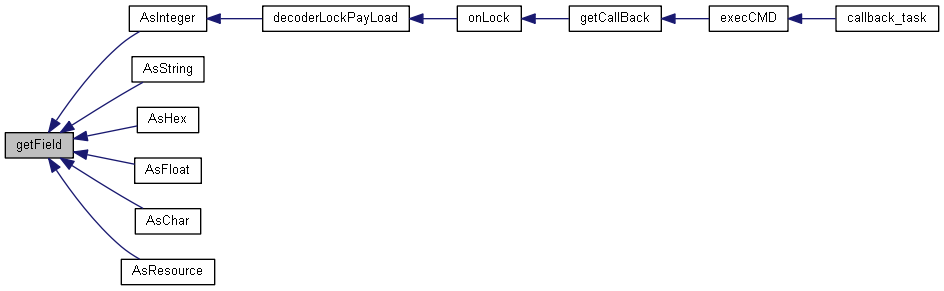 AsInteger
decoderLockPayLoad
onLock
getCallBack
execCMD
callback_task
AsString
AsHex
getField
AsFloat
AsChar
AsResource